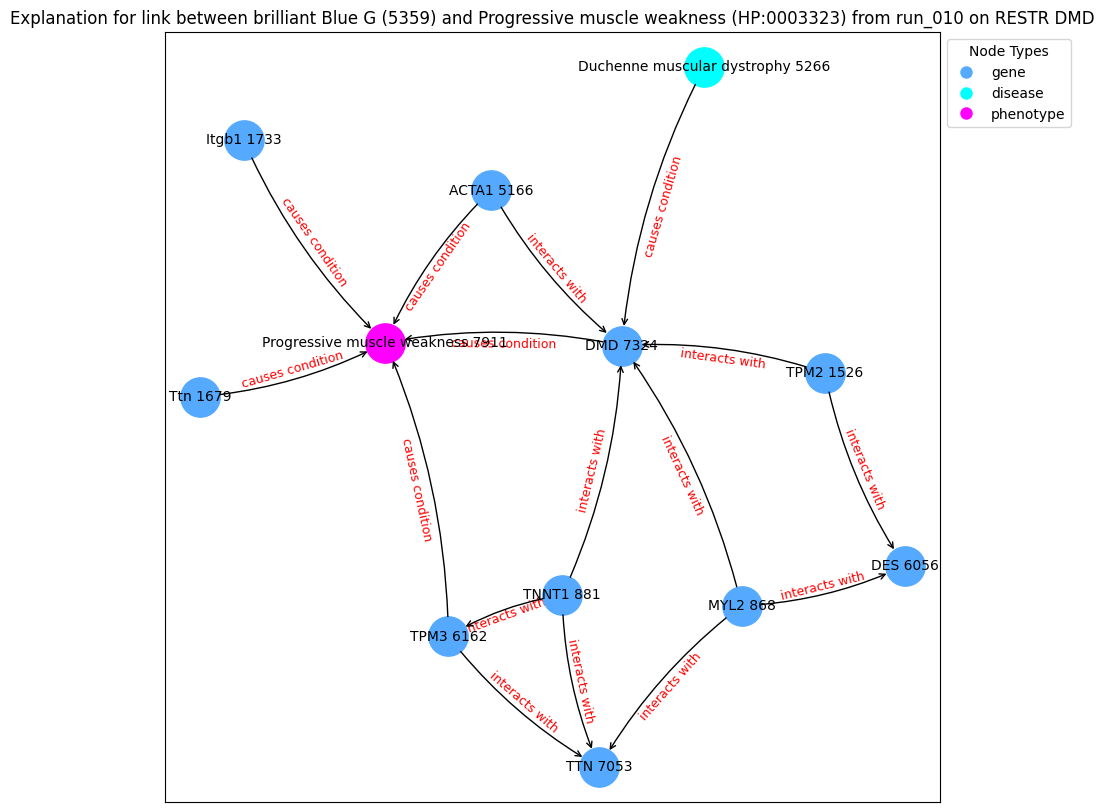 Explanation for link between brilliant Blue G (5359) and Progressive muscle weakness (HP:0003323) from run_010 on RESTR DMD
Node Types
gene
disease
phenotype
Duchenne muscular dystrophy 5266
Itgb1 1733
ACTA1 5166
causes condition
causes condition
causes condition
interacts with
Progressive muscle weakness 7911
causes condition
DMD 7324
interacts with
TPM2 1526
causes condition
Ttn 1679
causes condition
interacts with
interacts with
interacts with
DES 6056
interacts with
TNNT1 881
MYL2 868
interacts with
TPM3 6162
interacts with
interacts with
interacts with
TTN 7053